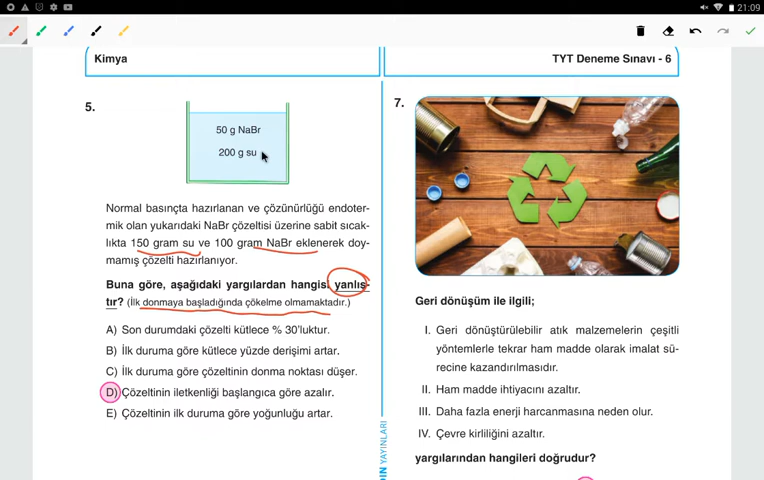 21:09
Kimya
TYT Deneme Sınavı - 6
5.
50 g NaBr
200 g su
Normal basınçta hazırlanan ve çözünürlüğü endoter-
mik olan yukarıdaki NaBr çözeltisi üzerine sabit sıcak-
lıkta 150 gram su ve 100 gram NaBr eklenerek doy-
mamış çözelti hazırlanıyor.
Buna göre, aşağıdaki yargılardan hangisi yanlış-
tır? (İlk donmaya başladığında çökelme olmamaktadır.)
A) Son durumdaki çözelti kütlece % 30'luktur.
B) İlk duruma göre kütlece yüzde derişimi artar.
C) İlk duruma göre çözeltinin donma noktası düşer.
D) Çözeltinin iletkenliği başlangıca göre azalır.
E) Çözeltinin ilk duruma göre yoğunluğu artar.
7.
Geri dönüşüm ile ilgili;
I. Geri dönüştürülebilir atık malzemelerin çeşitli
yöntemlerle tekrar ham madde olarak imalat sü-
recine kazandırılmasıdır.
II. Ham madde ihtiyacını azaltır.
III. Daha fazla enerji harcanmasına neden olur.
IV. Çevre kirliliğini azaltır.
yargılarından hangileri doğrudur?
YAYINLARI